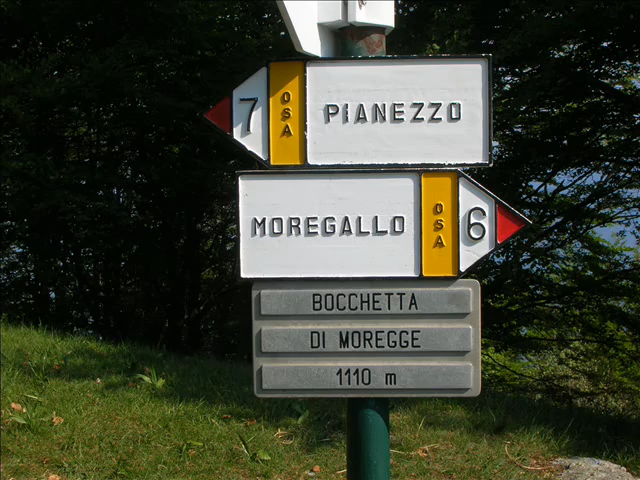 7 OSA PIANEZZO
MOREGALLO OSA 6
BOCCHETTA
DI MOREGGE
1110 m